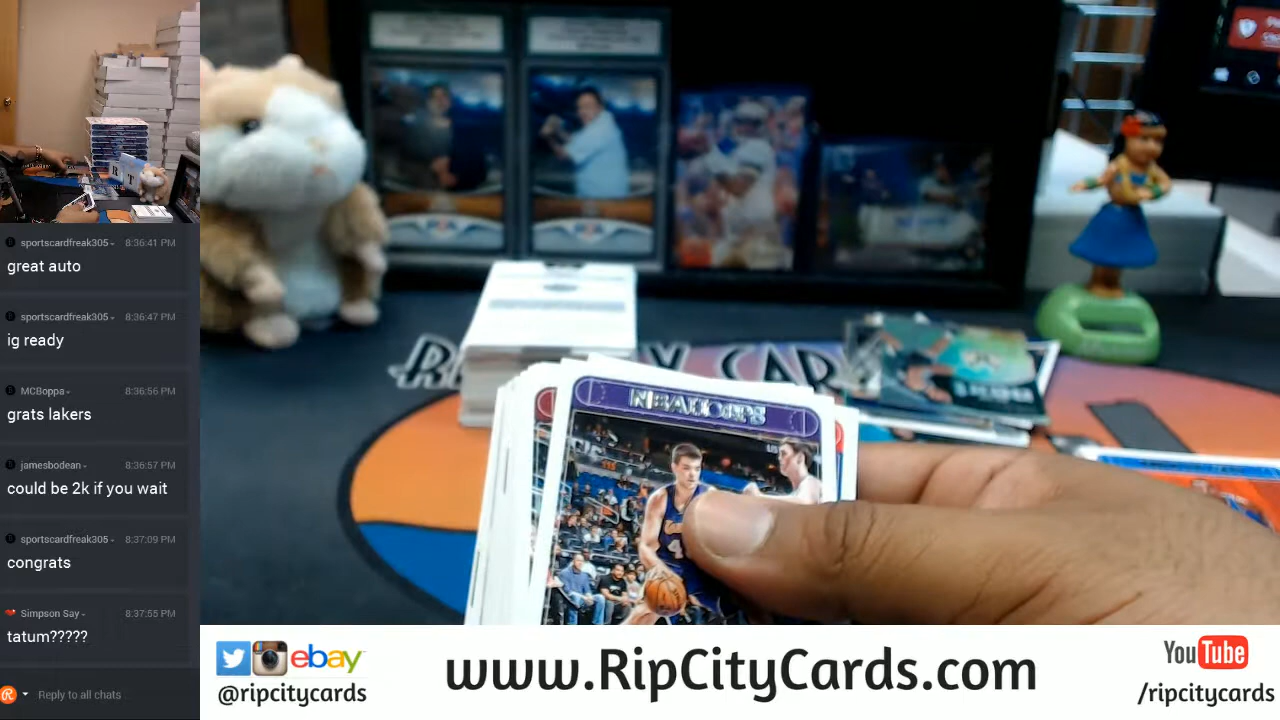 sportscardfreak305 8:36:41 PM
great auto
sportscardfreak305 8:36:47 PM
ig ready
MCBoppa 8:36:56 PM
grats lakers
jamesbodean 8:36:57 PM
could be 2k if you wait
sportscardfreak305 8:37:09 PM
congrats
Simpson Say 8:37:55 PM
tatum?????
Reply to all chats
NBA HOOPS
CARD
ebay
@ripcitycards
www.RipCityCards.com
YouTube
/ripcitycards